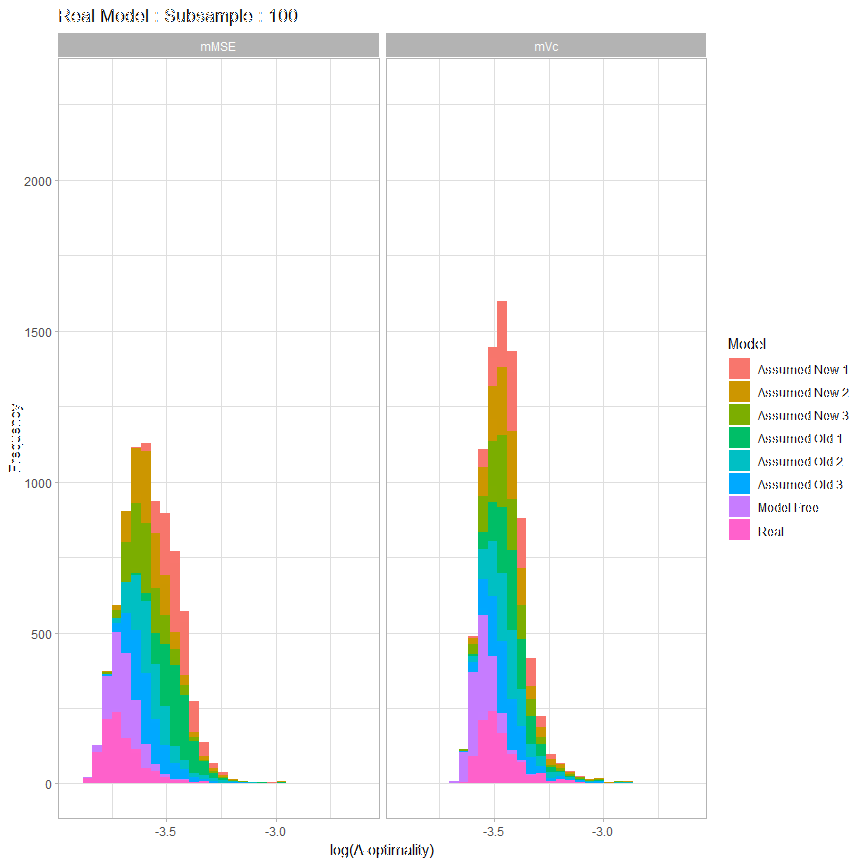 Real Model :: Subsample :: 100
mMSE
mVc
2000
1500
1000
500
0
Frequency
-3.5
-3.0
-3.5
-3.0
log(A-optimality)
Model
Assumed New 1
Assumed New 2
Assumed New 3
Assumed Old 1
Assumed Old 2
Assumed Old 3
Model Free
Real